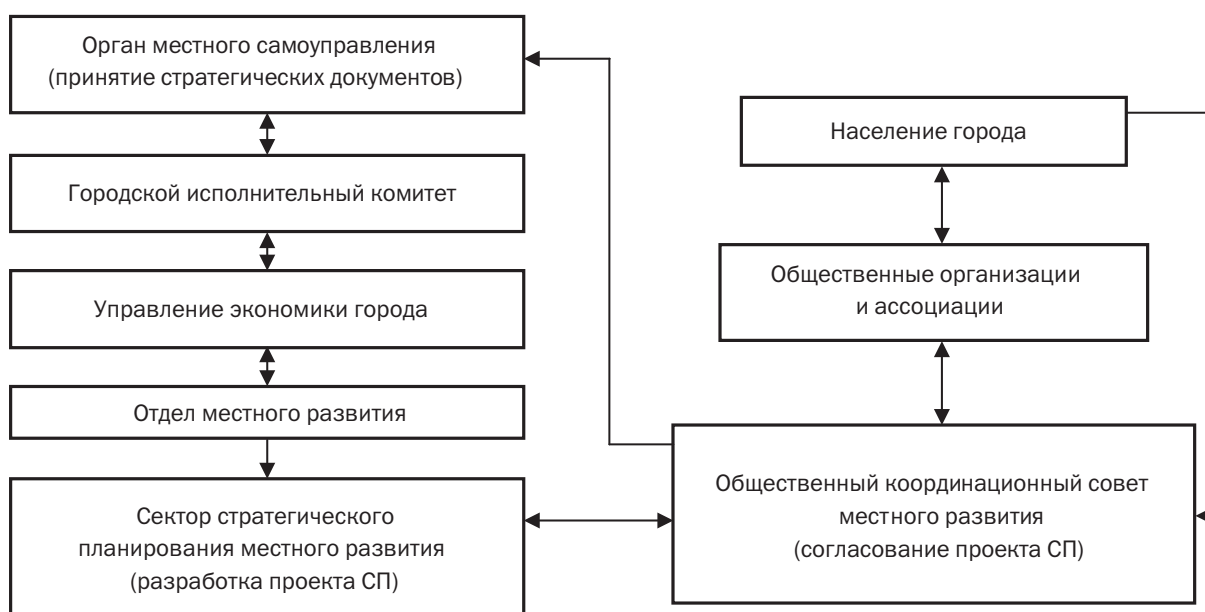 Орган местного самоуправления
(принятие стратегических документов)
Городской исполнительный комитет
Управление экономики города
Отдел местного развития
Сектор стратегического
планирования местного развития
(разработка проекта СП)
Население города
Общественные организации
и ассоциации
Общественный координационный совет
местного развития
(согласование проекта СП)